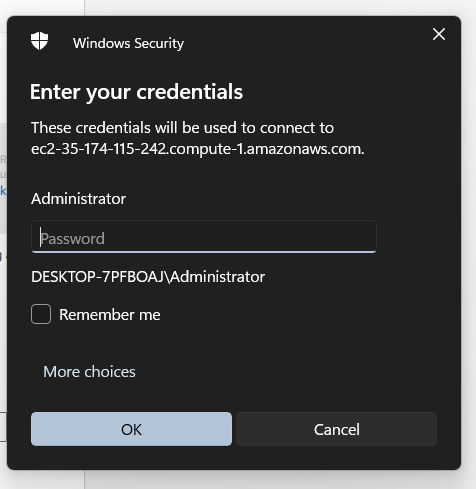 Windows Security
Enter your credentials
These credentials will be used to connect to
ec2-35-174-115-242.compute-1.amazonaws.com.
Administrator
Password
DESKTOP-7PFBOAJ\Administrator
Remember me
More choices
OK
Cancel